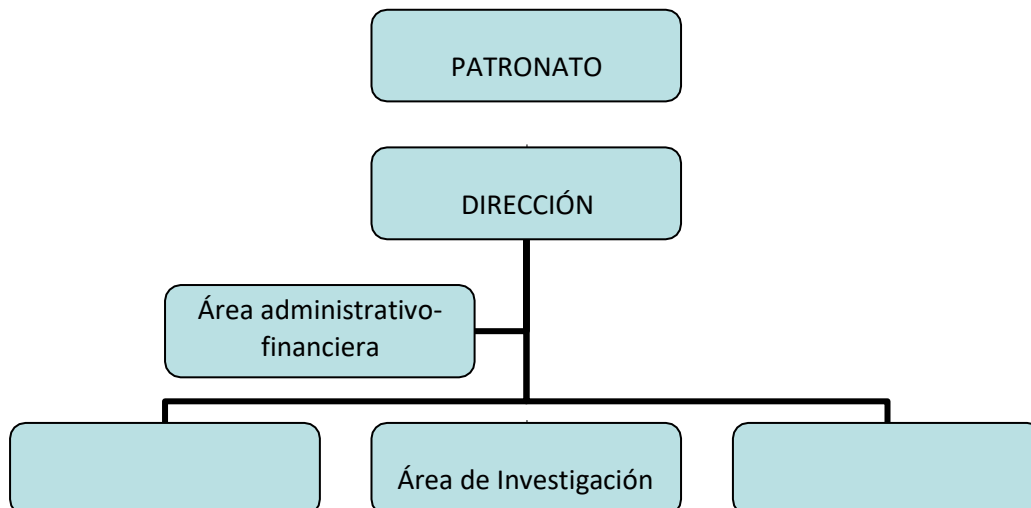 PATRONATO
DIRECCIÓN
Área administrativo-
financiera
Área de Investigación